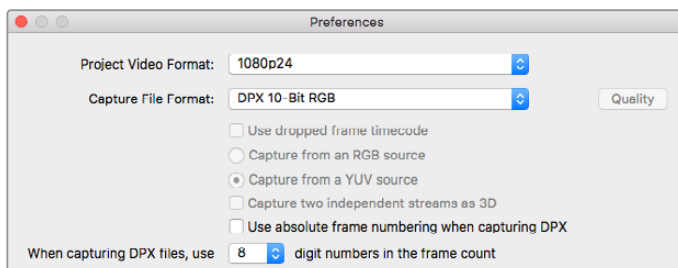 Preferences
Project Video Format: 1080p24
Capture File Format: DPX 10-Bit RGB Quality
Use dropped frame timecode
Capture from an RGB source
Capture from a YUV source
Capture two independent streams as 3D
Use absolute frame numbering when capturing DPX
When capturing DPX files, use 8 digit numbers in the frame count